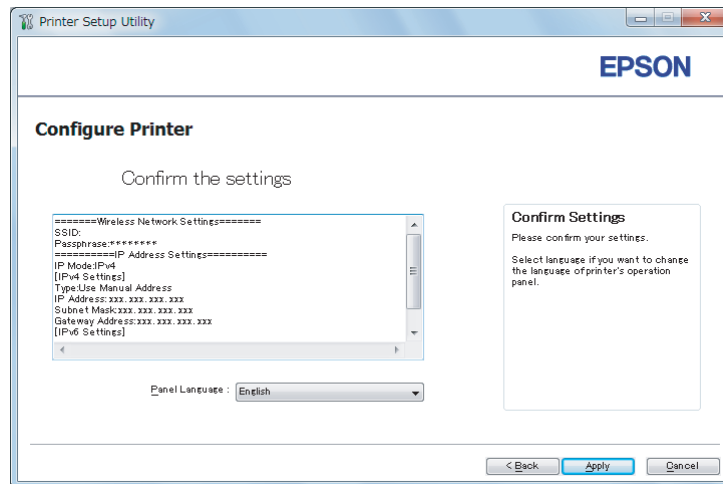 Printer Setup Utility
EPSON
Configure Printer
Confirm the settings
=======Wireless Network Settings=======
SSID:
Passphrase:********
==========IP Address Settings==========
IP Mode:IPv4
[IPv4 Settings]
Type:Use Manual Address
IP Address:xxx.xxx.xxx.xxx
Subnet Mask:xxx.xxx.xxx.xxx
Gateway Address:xxx.xxx.xxx.xxx
[IPv6 Settings]
Panel Language : English
Confirm Settings
Please confirm your settings.
Select language if you want to change
the language of printer's operation
panel.
< Back Apply Cancel